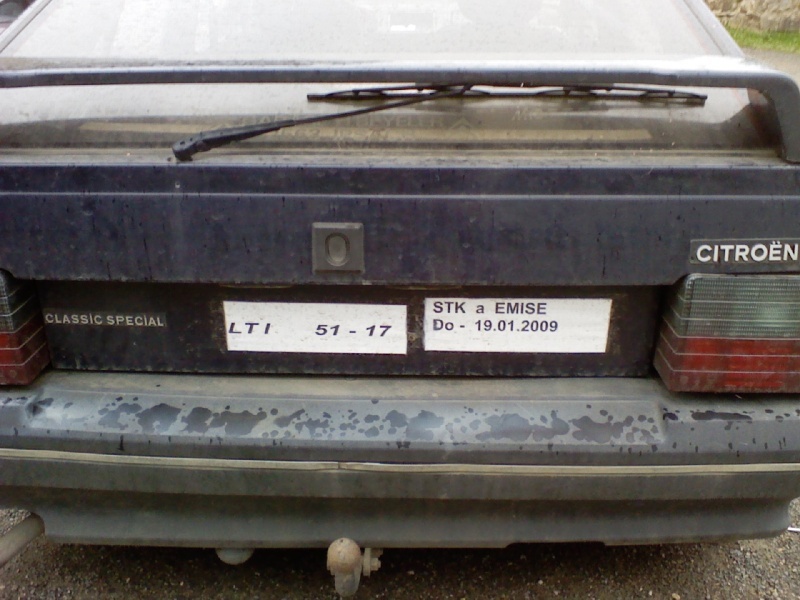 CITROËN
CLASSIC SPECIAL
LTI 51-17
STK a EMISE
Do - 19.01.2009